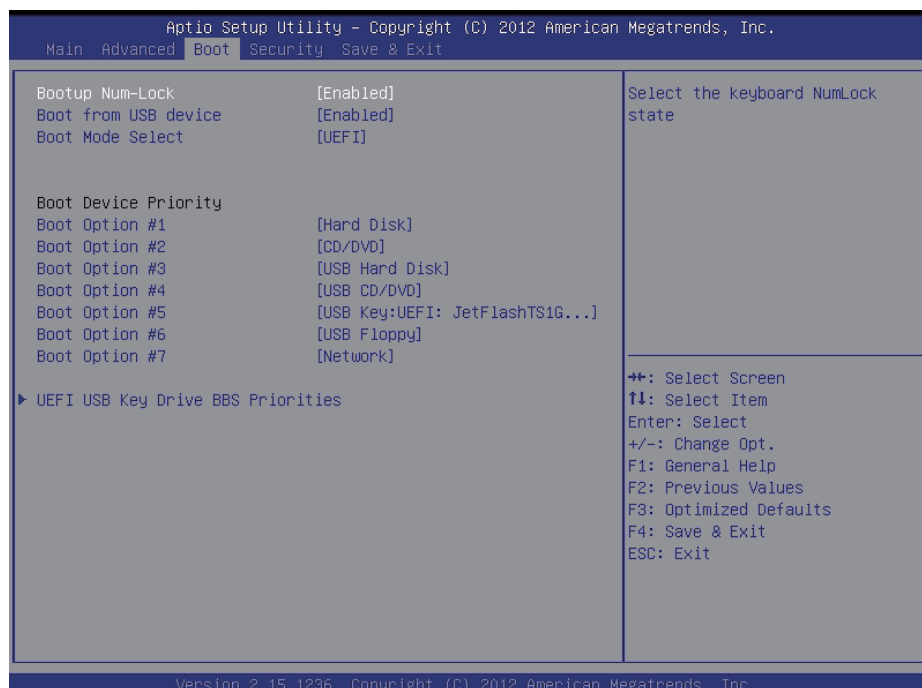 Aptio Setup Utility – Copyright (C) 2012 American Megatrends, Inc.
Main Advanced Boot Security Save & Exit
Bootup Num-Lock [Enabled]
Boot from USB device [Enabled]
Boot Mode Select [UEFI]
Boot Device Priority
Boot Option #1 [Hard Disk]
Boot Option #2 [CD/DVD]
Boot Option #3 [USB Hard Disk]
Boot Option #4 [USB CD/DVD]
Boot Option #5 [USB Key:UEFI: JetFlashTS1G...]
Boot Option #6 [USB Floppy]
Boot Option #7 [Network]
UEFI USB Key Drive BBS Priorities
Select the keyboard NumLock
state
→←: Select Screen
↑↓: Select Item
Enter: Select
+/-: Change Opt.
F1: General Help
F2: Previous Values
F3: Optimized Defaults
F4: Save & Exit
ESC: Exit
Version 2.15.1236. Copyright (C) 2012 American Megatrends, Inc.